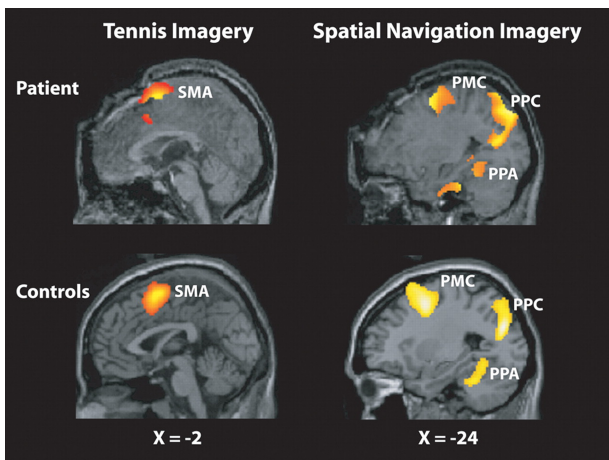 Tennis Imagery
Spatial Navigation Imagery
Patient
SMA
PMC
PPC
PPA
Controls
SMA
PMC
PPC
PPA
X = -2
X = -24